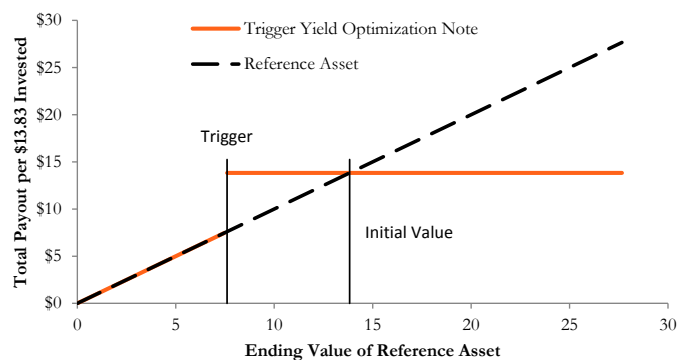 Total Payout per $13.83 Invested
$30
$25
$20
$15
$10
$5
$0
Trigger Yield Optimization Note
Reference Asset
Trigger
Initial Value
0
5
10
15
20
25
30
Ending Value of Reference Asset